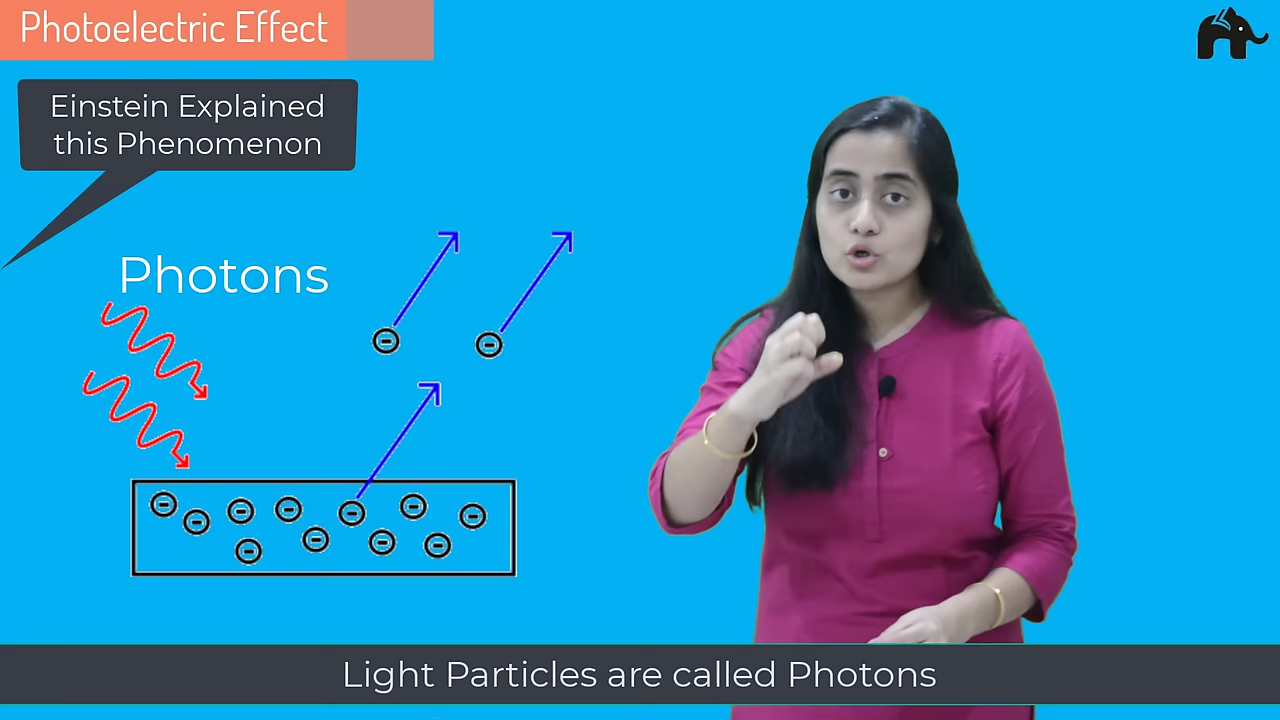 Photoelectric Effect
Einstein Explained
this Phenomenon
Photons
Light Particles are called Photons